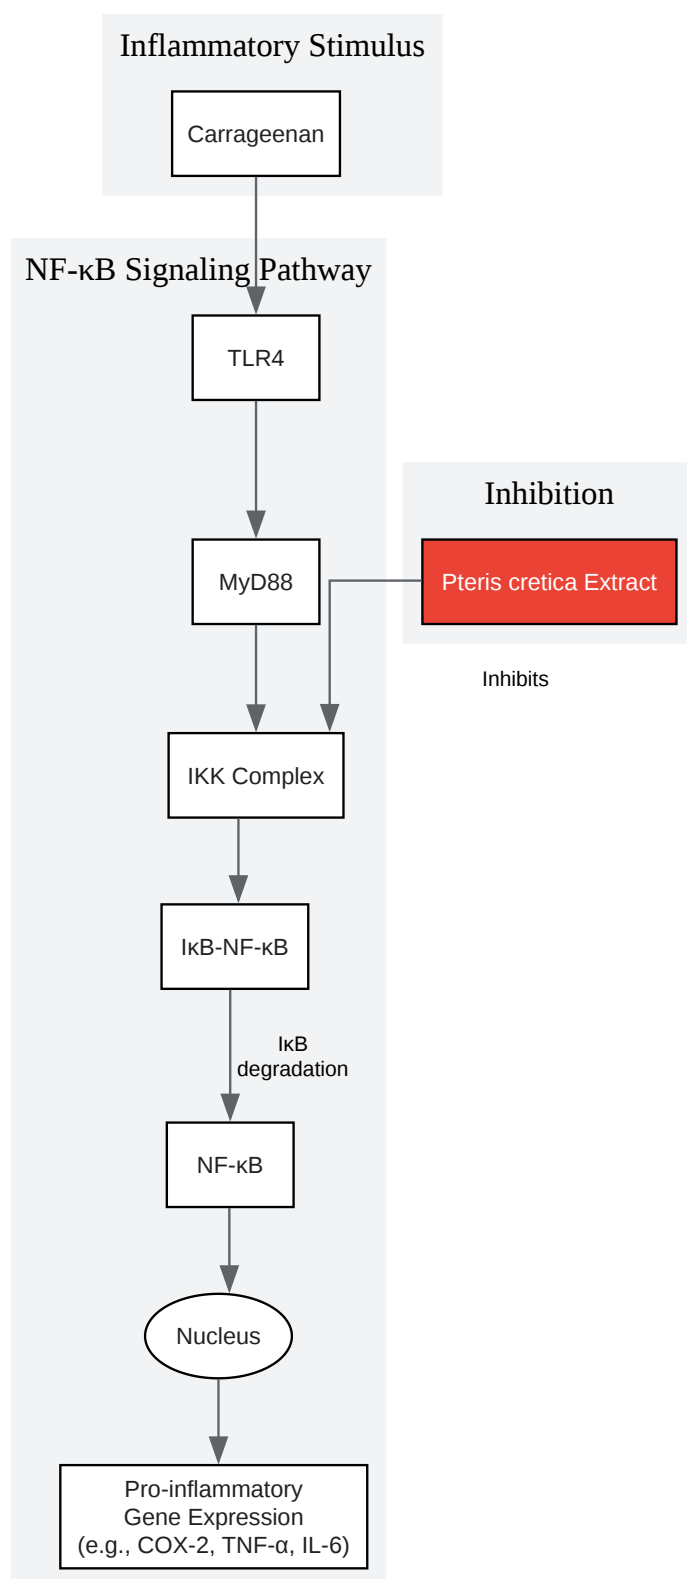 Inflammatory Stimulus
Carrageenan
NF-κB Signaling Pathway
TLR4
Inhibition
MyD88
Pteris cretica Extract
Inhibits
IKK Complex
IκB-NF-κB
IκB
degradation
NF-κB
Nucleus
Pro-inflammatory
Gene Expression
(e.g., COX-2, TNF-α, IL-6)